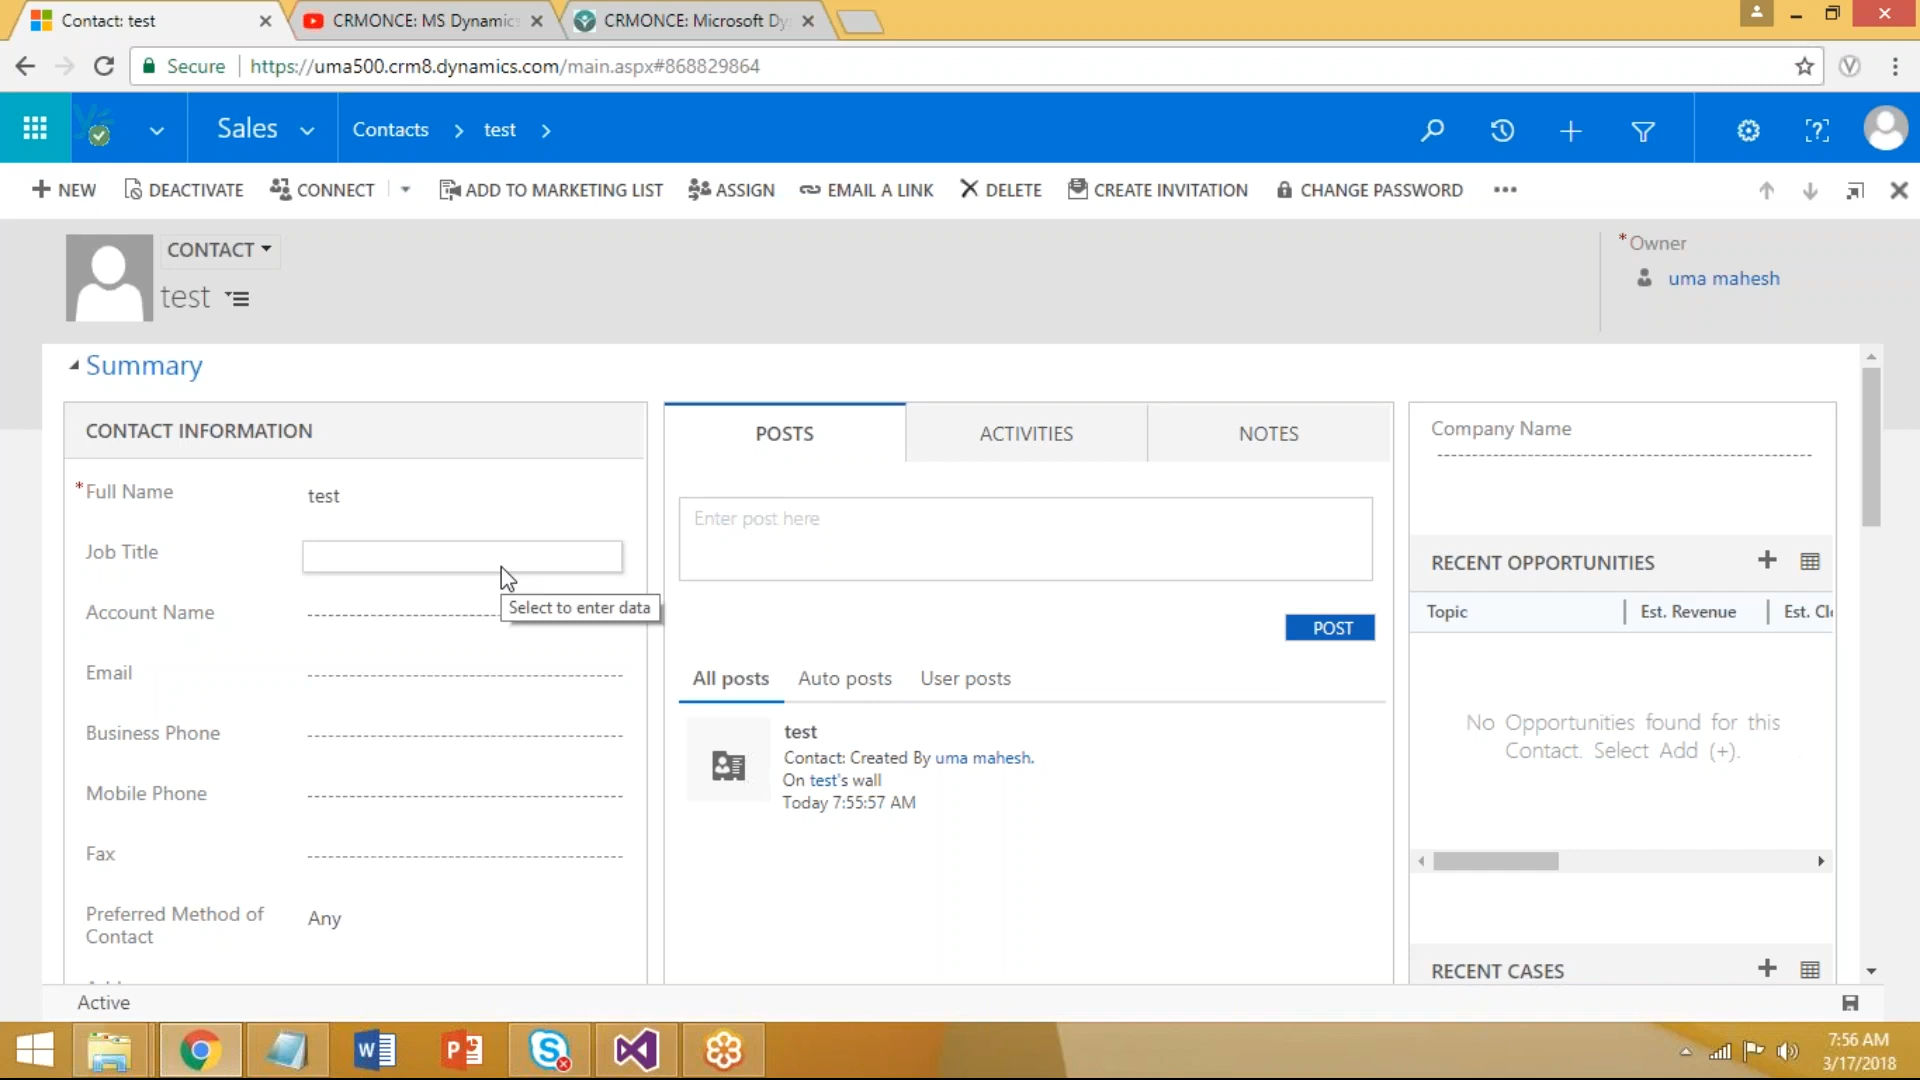 Contact: test
CRMONCE: MS Dynamics
CRMONCE: Microsoft Dy
Secure
https://uma500.crm8.dynamics.com/main.aspx#868829864
Sales
Contacts > test >
NEW
DEACTIVATE
CONNECT
ADD TO MARKETING LIST
ASSIGN
EMAIL A LINK
DELETE
CREATE INVITATION
CHANGE PASSWORD
CONTACT
test
*Owner
uma mahesh
Summary
CONTACT INFORMATION
*Full Name
test
Job Title
Select to enter data
Account Name
Email
Business Phone
Mobile Phone
Fax
Preferred Method of
Contact
Any
POSTS
ACTIVITIES
NOTES
Enter post here
POST
All posts
Auto posts
User posts
test
Contact: Created By uma mahesh.
On test's wall
Today 7:55:57 AM
Company Name
RECENT OPPORTUNITIES
Topic
Est. Revenue
Est. Cl
No Opportunities found for this
Contact. Select Add (+).
RECENT CASES
Active
7:56 AM
3/17/2018